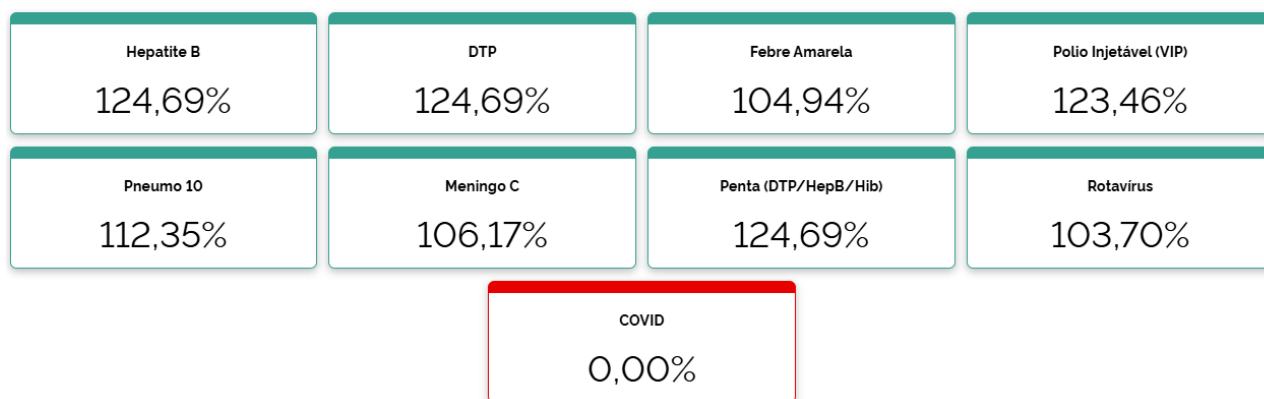 Hepatite B
124,69%
DTP
124,69%
Febre Amarela
104,94%
Polio Injetável (VIP)
123,46%
Pneumo 10
112,35%
Meningo C
106,17%
Penta (DTP/HepB/Hib)
124,69%
Rotavírus
103,70%
COVID
0,00%